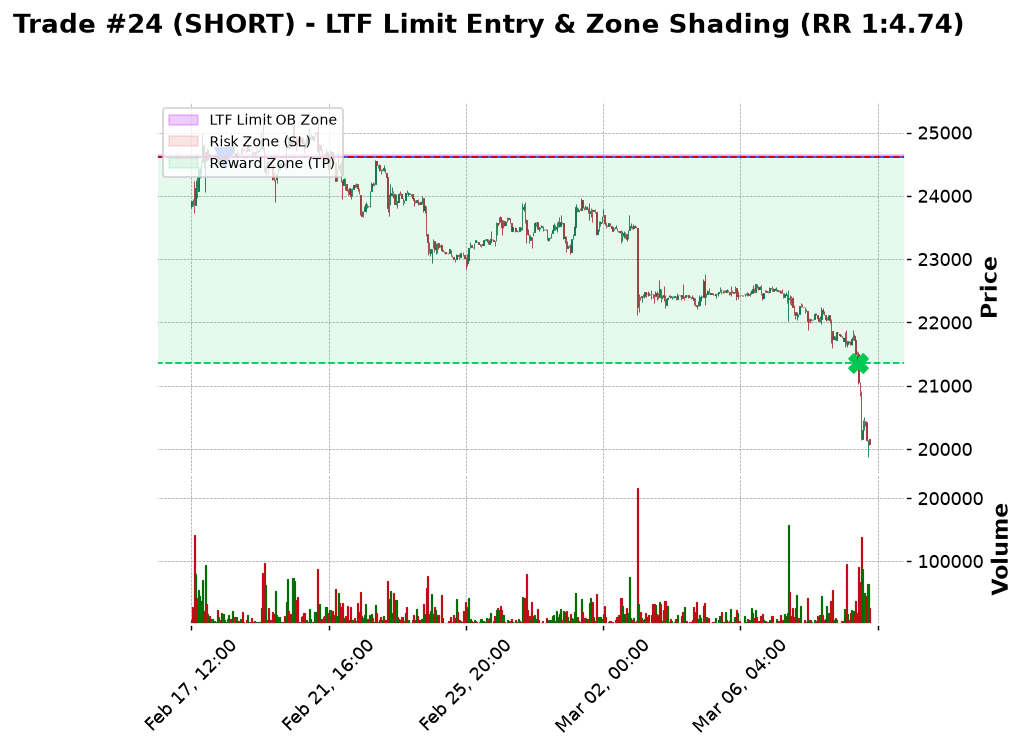 Trade #24 (SHORT) - LTF Limit Entry & Zone Shading (RR 1:4.74)
LTF Limit OB Zone
Risk Zone (SL)
Reward Zone (TP)
25000
24000
23000
22000
21000
20000
Price
200000
100000
Volume
Feb 17, 12:00
Feb 21, 16:00
Feb 25, 20:00
Mar 02, 00:00
Mar 06, 04:00